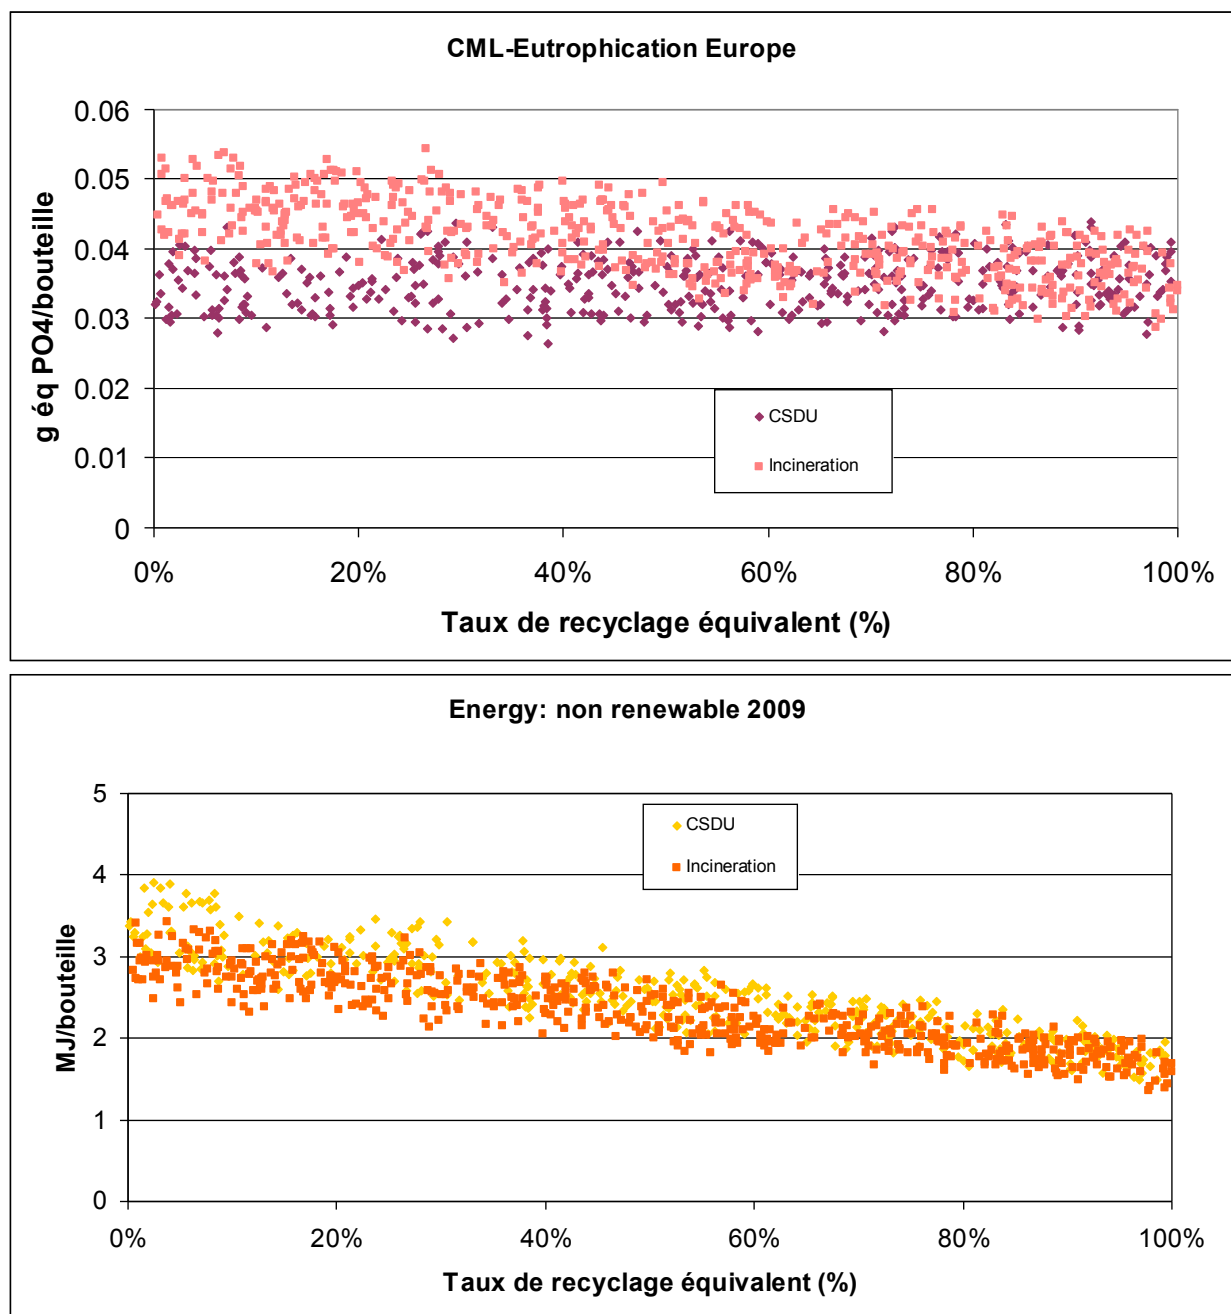 CML-Eutrophication Europe
0.06
0.05
0.04
0.03
0.02
0.01
0
g éq PO4/bouteille
CSDU
Incineration
0% 20% 40% 60% 80% 100%
Taux de recyclage équivalent (%)
Energy: non renewable 2009
5
4
3
2
1
0
MJ/bouteille
CSDU
Incineration
0% 20% 40% 60% 80% 100%
Taux de recyclage équivalent (%)